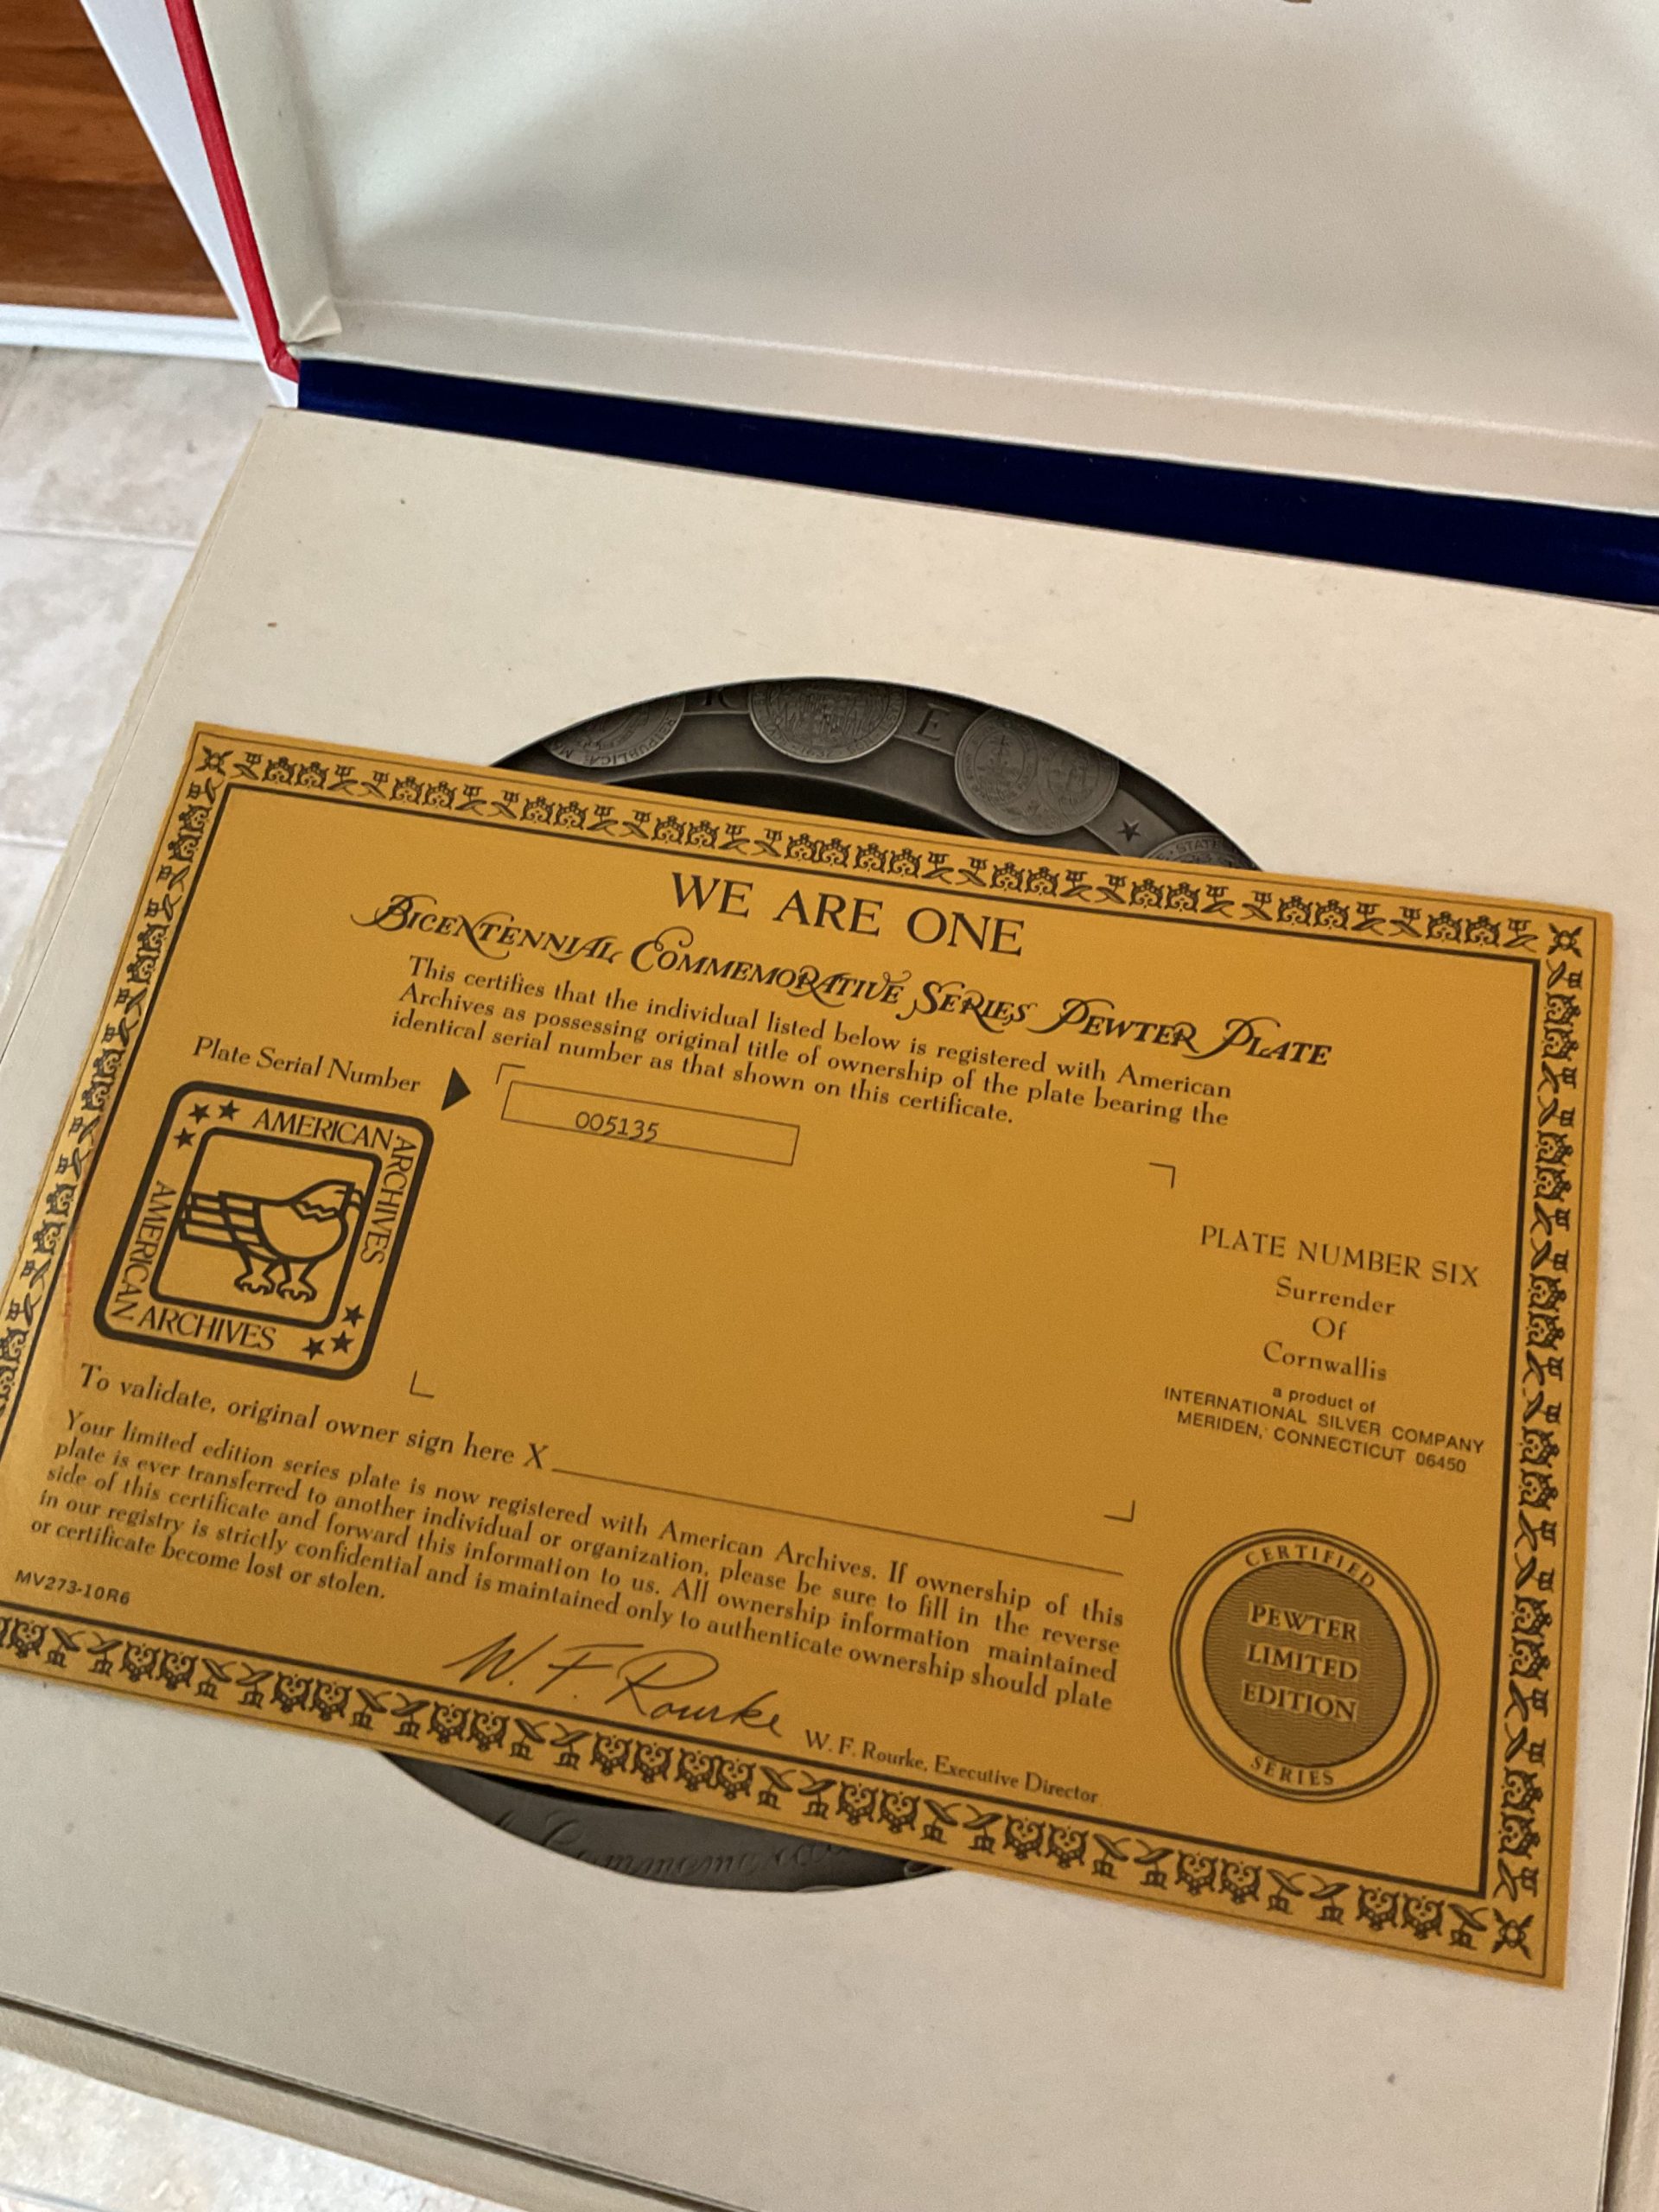 E
STATE
WE ARE ONE
BICENTENNIAL COMMEMORATIVE SERIES PEWTER PLATE
This certifies that the individual listed below is registered with American
Archives as possessing original title of ownership of the plate bearing the
identical serial number as that shown on this certificate.
Plate Serial Number
005135
AMERICAN
ARCHIVES
AMERICAN
ARCHIVES
PLATE NUMBER SIX
Surrender
Of
Cornwallis
a product of
INTERNATIONAL SILVER COMPANY
MERIDEN, CONNECTICUT 06450
To validate, original owner sign here X
Your limited edition series plate is now registered with American Archives. If ownership of this
plate is ever transferred to another individual or organization, please be sure to fill in the reverse
side of this certificate and forward this information to us. All ownership information maintained
in our registry is strictly confidential and is maintained only to authenticate ownership should plate
or certificate become lost or stolen.
MV273-10R6
W. F. Rourke
W. F. Rourke, Executive Director
CERTIFIED
PEWTER
LIMITED
EDITION
SERIES